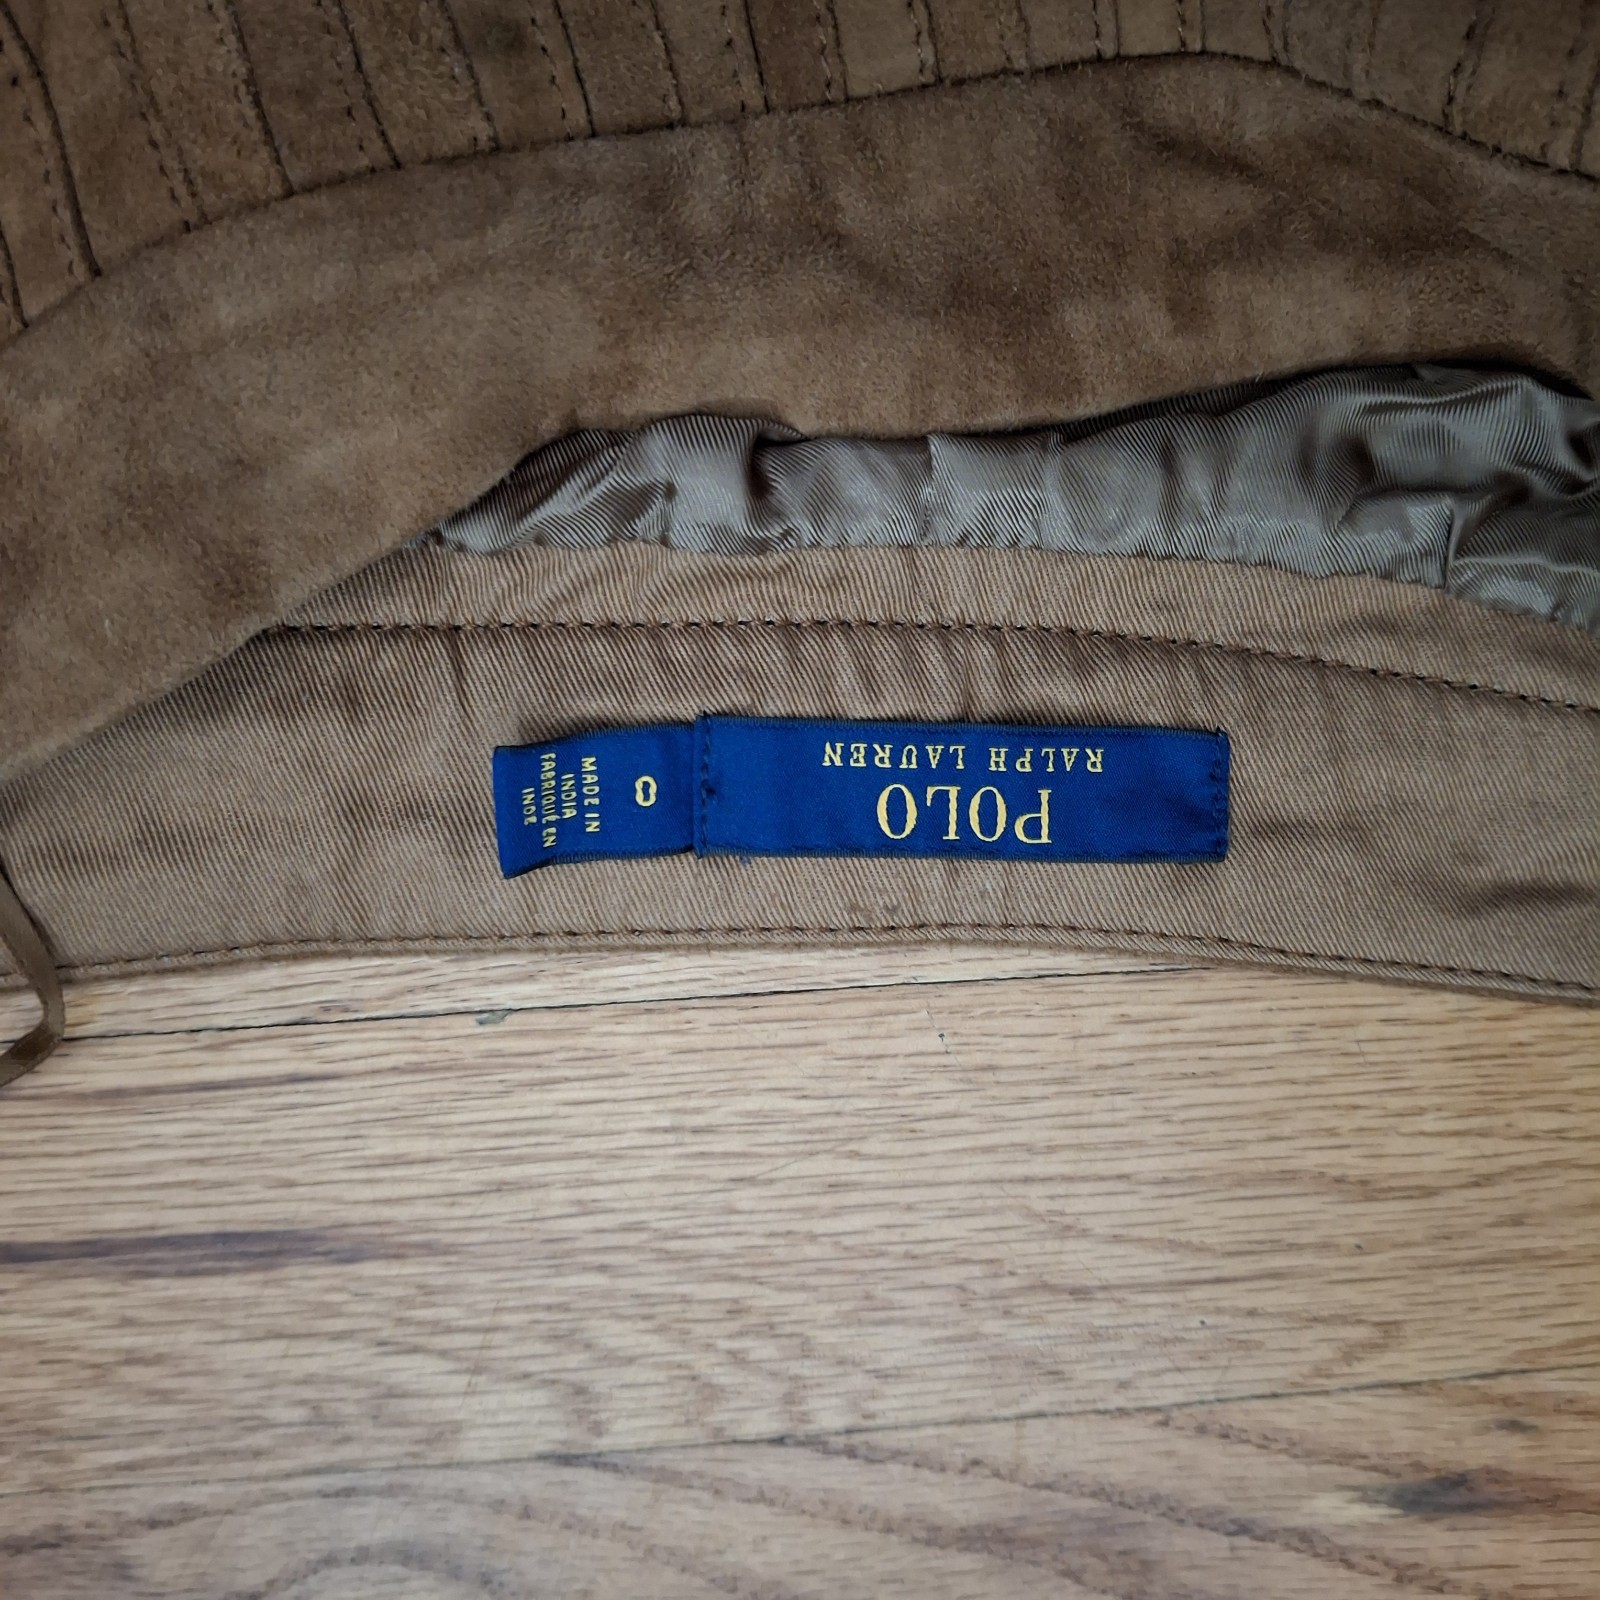 POLO
RALPH LAUREN
0
MADE IN
INDIA
FABRIQUÉ EN
INDE